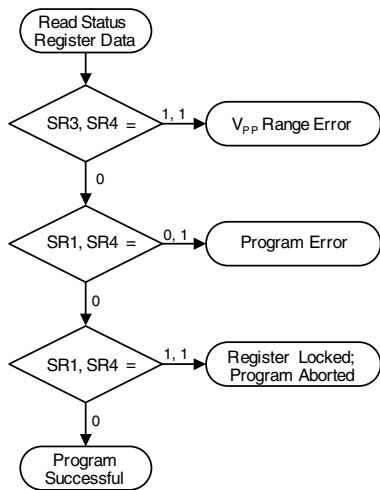 Read Status
Register Data
SR3, SR4 =
1, 1
V_PP Range Error
0
SR1, SR4 =
0, 1
Program Error
0
SR1, SR4 =
1, 1
Register Locked;
Program Aborted
0
Program
Successful